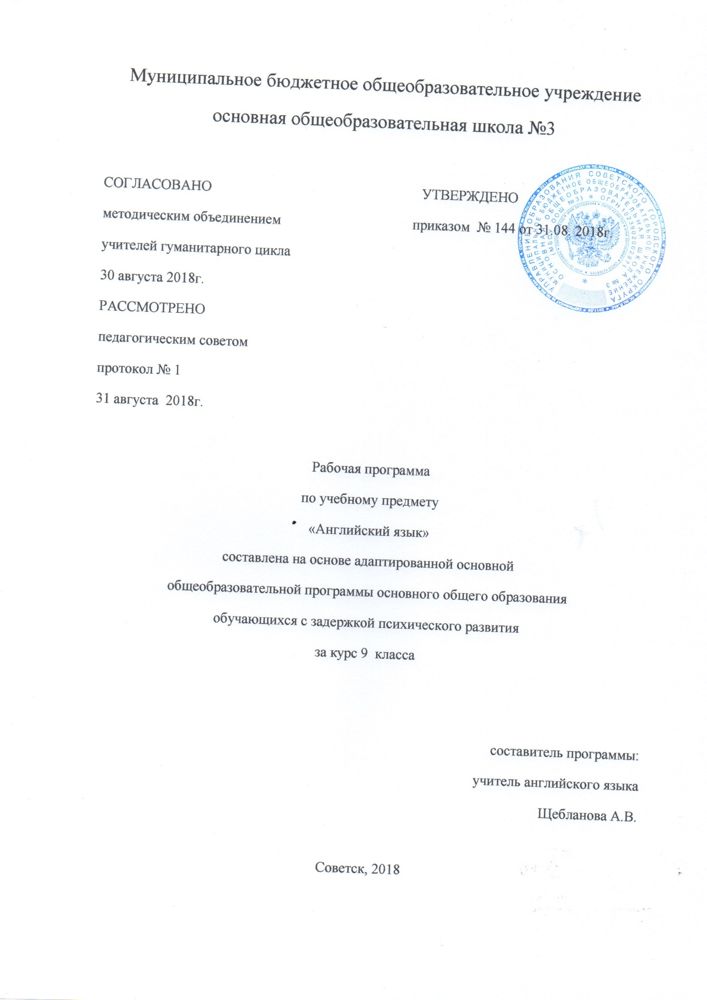 Муниципальное бюджетное общеобразовательное учреждение
основная общеобразовательная школа №3
СОГЛАСОВАНО
методическим объединением
учителей гуманитарного цикла
30 августа 2018г.
РАССМОТРЕНО
педагогическим советом
протокол № 1
31 августа 2018г.
УТВЕРЖДЕНО
приказом № 144 от 31.08. 2018г.
УПРАВЛЕНИЕ ОБРАЗОВАНИЯ СОВЕТСКОГО ГОРОДСКОГО ОКРУГА
МУНИЦИПАЛЬНОЕ БЮДЖЕТНОЕ ОБЩЕОБРАЗОВАТЕЛЬНОЕ УЧРЕЖДЕНИЕ
ОСНОВНАЯ ОБЩЕОБРАЗОВАТЕЛЬНАЯ ШКОЛА №3
(МБОУ ООШ №3) * ОГРН
Рабочая программа
по учебному предмету
«Английский язык»
составлена на основе адаптированной основной
общеобразовательной программы основного общего образования
обучающихся с задержкой психического развития
за курс 9 класса
составитель программы:
учитель английского языка
Щебланова А.В.
Советск, 2018